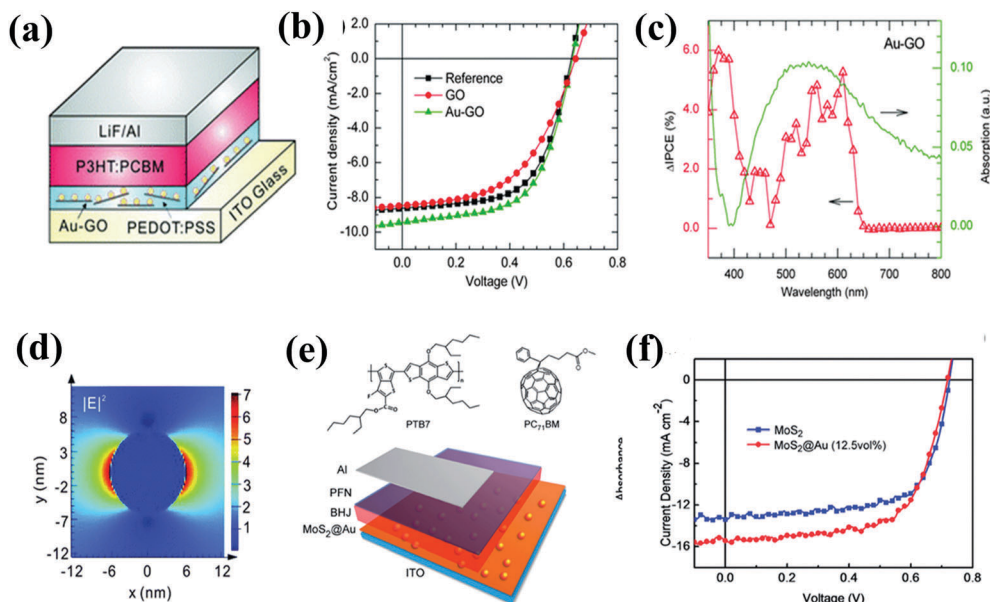 (a)
LiF/Al
P3HT:PCBM
Au-GO
PEDOT:PSS
ITO Glass
(b)
Current density (mA/cm²)
2.0
0.0
-2.0
-4.0
-6.0
-8.0
-10.0
Reference
GO
Au-GO
0.0
0.2
0.4
0.6
0.8
Voltage (V)
(c)
ΔIPCE (%)
6.0
4.0
2.0
0.0
Au-GO
0.10
0.05
0.00
Absorption (a.u.)
400
500
600
700
800
Wavelength (nm)
(d)
|E|²
y (nm)
12
8
3
-2
-7
-12
7
6
5
4
3
2
1
-12
-6
0
6
12
x (nm)
(e)
F
S
S
S
S
O
O
O
O
n
PTB7
O
O
PC₇₁BM
Al
PFN
BHJ
MoS₂@Au
ITO
(f)
Absorbance
Current Density (mA cm⁻²)
0
-4
-8
-12
-16
MoS₂
MoS₂@Au (12.5vol%)
0.0
0.2
0.4
0.6
0.8
Voltage (V)